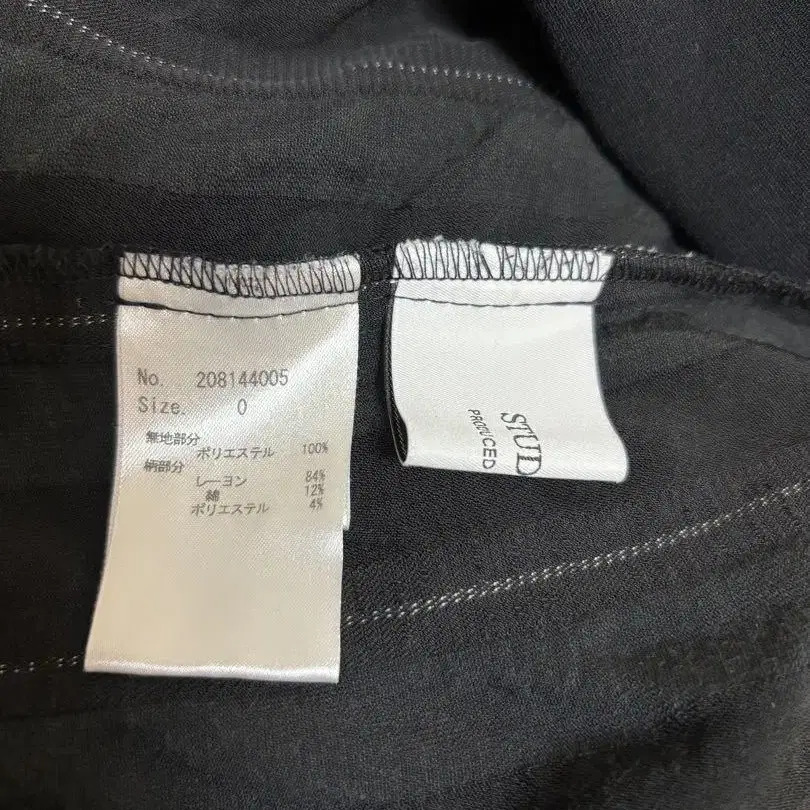 No. 208144005
Size. 0
無地部分
ポリエステル 100%
柄部分
レーヨン 84%
綿 12%
ポリエステル 4%
STUD
PRODUCED